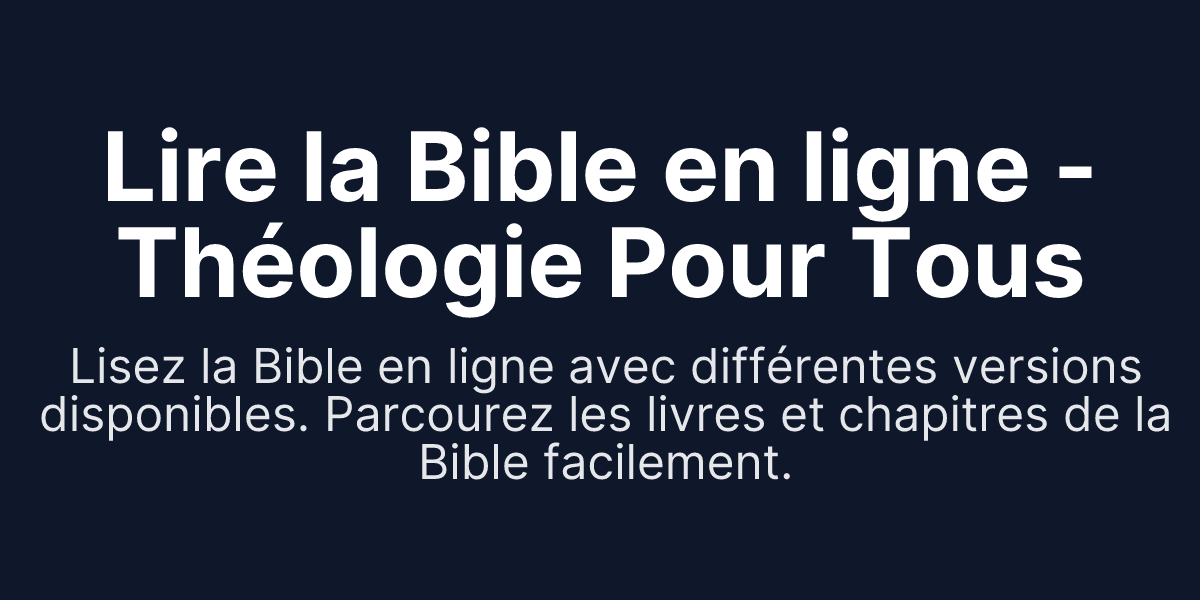 Lire la Bible en ligne -
Théologie Pour Tous
Lisez la Bible en ligne avec différentes versions
disponibles. Parcourez les livres et chapitres de la
Bible facilement.